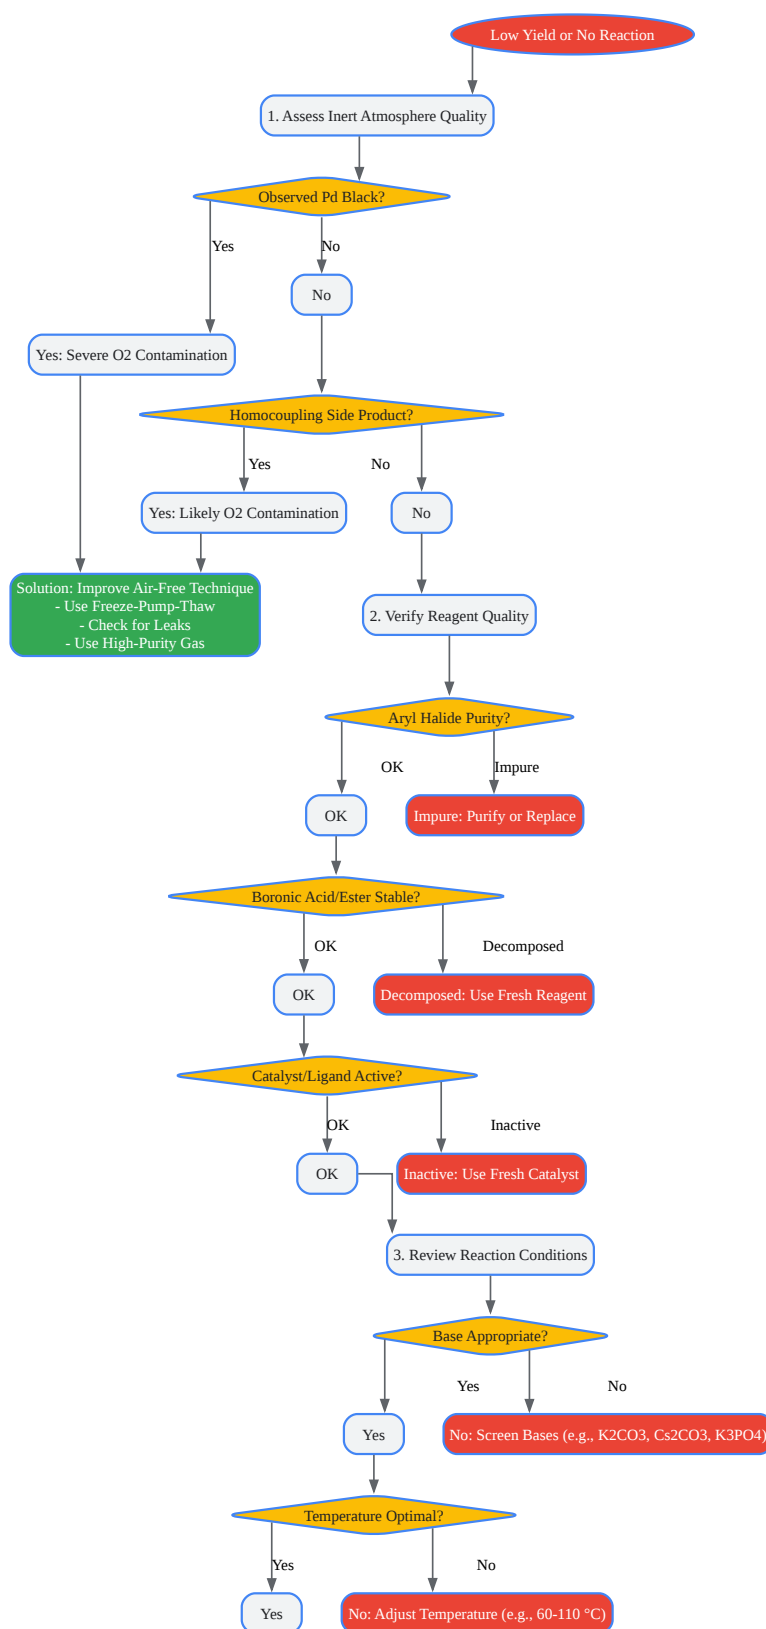 Low Yield or No Reaction
1. Assess Inert Atmosphere Quality
Observed Pd Black?
Yes
No
No
Yes: Severe O2 Contamination
Homocoupling Side Product?
Yes
No
Yes: Likely O2 Contamination
No
Solution: Improve Air-Free Technique
- Use Freeze-Pump-Thaw
- Check for Leaks
- Use High-Purity Gas
2. Verify Reagent Quality
Aryl Halide Purity?
OK
Impure
OK
Impure: Purify or Replace
Boronic Acid/Ester Stable?
OK
Decomposed
OK
Decomposed: Use Fresh Reagent
Catalyst/Ligand Active?
OK
Inactive
OK
Inactive: Use Fresh Catalyst
3. Review Reaction Conditions
Base Appropriate?
Yes
No
Yes
No: Screen Bases (e.g., K2CO3, Cs2CO3, K3PO4)
Temperature Optimal?
Yes
No
Yes
No: Adjust Temperature (e.g., 60-110 °C)